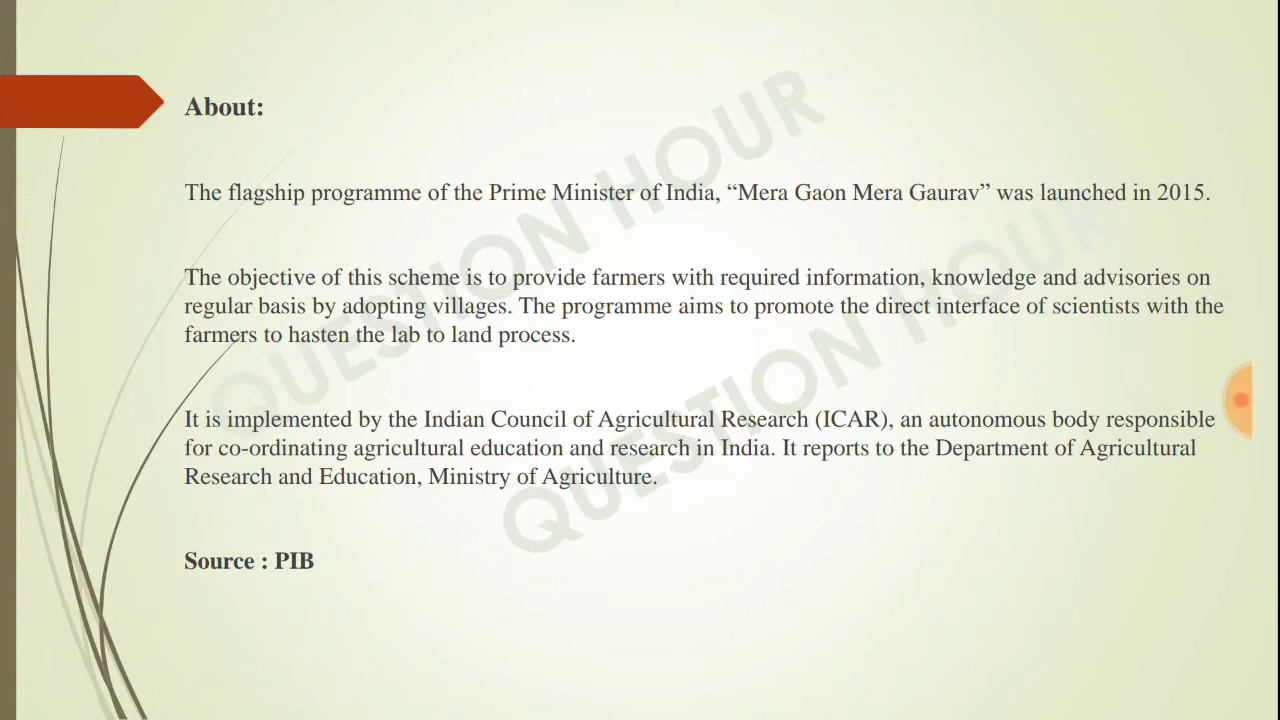 About:
The flagship programme of the Prime Minister of India, “Mera Gaon Mera Gaurav” was launched in 2015.
The objective of this scheme is to provide farmers with required information, knowledge and advisories on
regular basis by adopting villages. The programme aims to promote the direct interface of scientists with the
farmers to hasten the lab to land process.
It is implemented by the Indian Council of Agricultural Research (ICAR), an autonomous body responsible
for co-ordinating agricultural education and research in India. It reports to the Department of Agricultural
Research and Education, Ministry of Agriculture.
Source : PIB
QUESTION HOUR
QUESTION HOUR